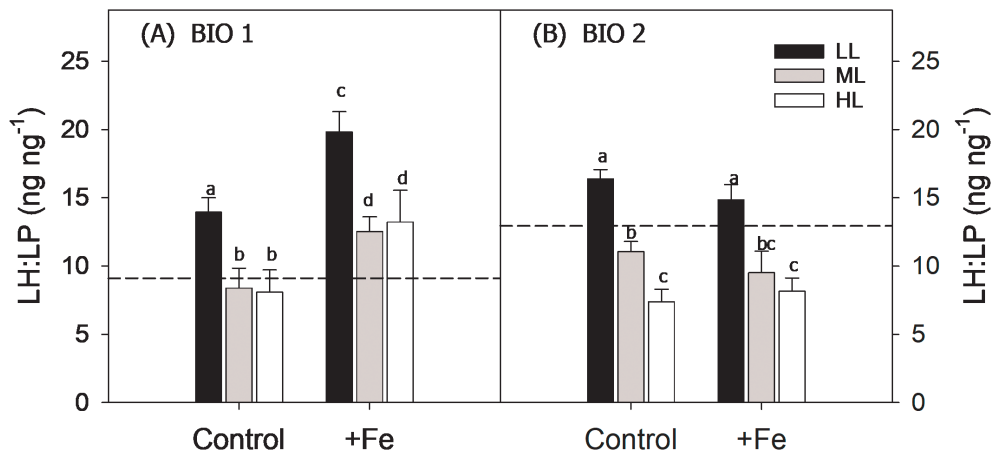 (A) BIO 1
(B) BIO 2
LL
ML
HL
LH:LP (ng ng⁻¹)
25
20
15
10
5
0
a
b
b
c
d
d
a
b
c
a
bc
c
25
20
15
10
5
0
LH:LP (ng ng⁻¹)
Control
+Fe
Control
+Fe